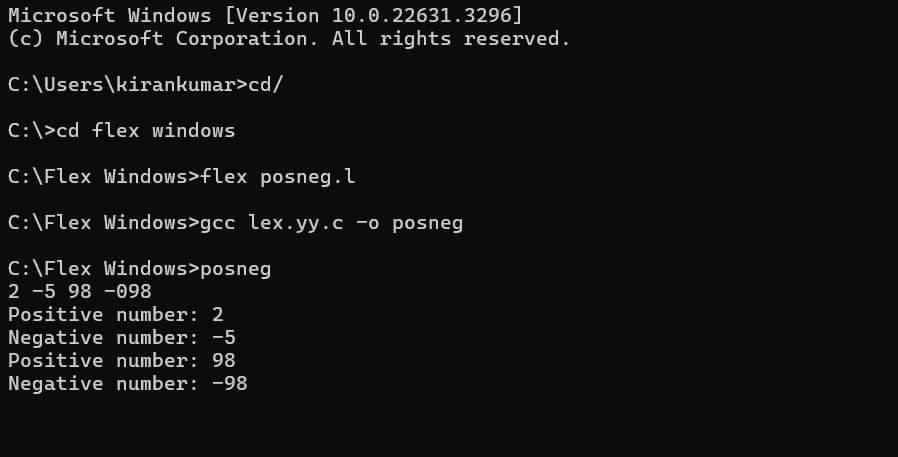 Microsoft Windows [Version 10.0.22631.3296]
(c) Microsoft Corporation. All rights reserved.
C:\Users\kirankumar>cd/
C:\>cd flex windows
C:\Flex Windows>flex posneg.l
C:\Flex Windows>gcc lex.yy.c -o posneg
C:\Flex Windows>posneg
2 -5 98 -098
Positive number: 2
Negative number: -5
Positive number: 98
Negative number: -98